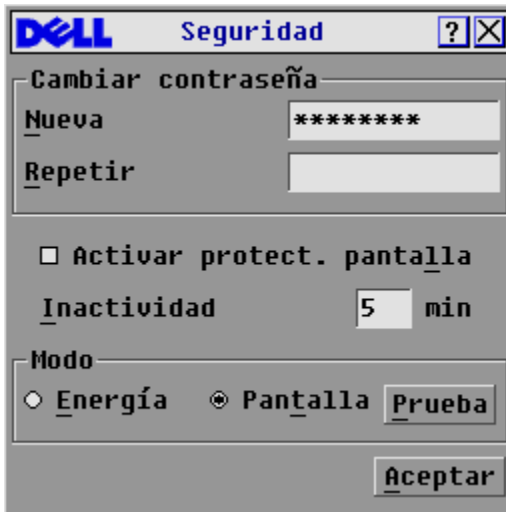 DELL Seguridad ? X
Cambiar contraseña
Nueva ********
Repetir
Activar protect. pantalla
Inactividad 5 min
Modo
Energía Pantalla Prueba
Aceptar